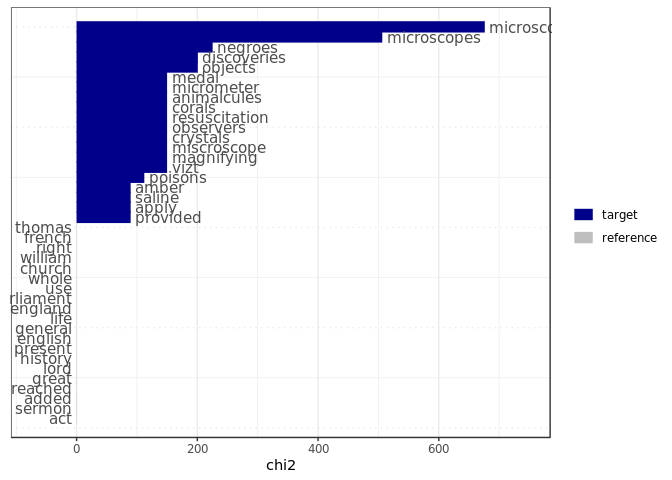 microsc
microscopes
negroes
discoveries
objects
medal
micrometer
animalcules
corals
resuscitation
observers
crystals
miscroscope
magnifying
vizt
poisons
amber
saline
apply
provided
thomas
french
right
william
church
whole
use
rliament
england
life
general
english
present
history
lord
great
reached
added
sermon
act
0 200 400 600
chi2
target
reference